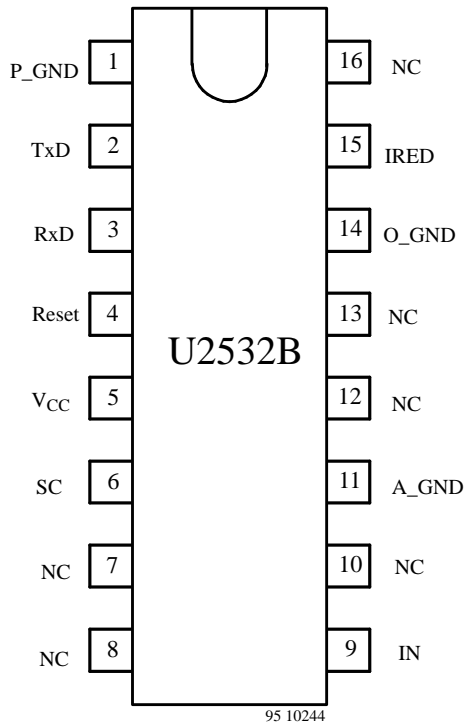 P_GND 1 16 NC
TxD 2 15 IRED
RxD 3 14 O_GND
Reset 4 13 NC
U2532B
VCC 5 12 NC
SC 6 11 A_GND
NC 7 10 NC
NC 8 9 IN
95 10244